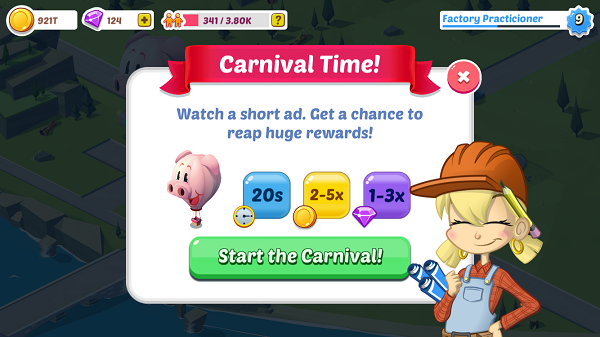 921T
124
+
341 / 3.80K
?
Factory Practicioner
9
Carnival Time!
Watch a short ad. Get a chance to
reap huge rewards!
20s
2-5x
1-3x
Start the Carnival!